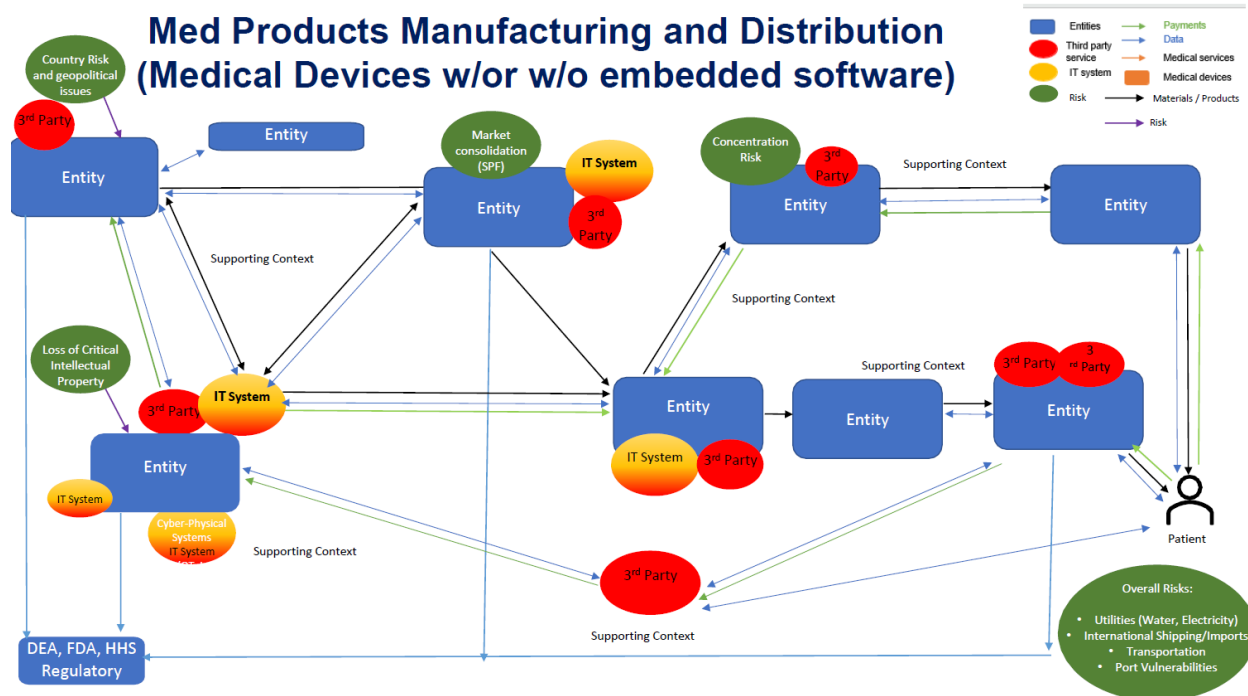 Med Products Manufacturing and Distribution
(Medical Devices w/or w/o embedded software)
Entities
Payments
Data
Third party
service
Medical services
IT system
Medical devices
Risk
Materials / Products
Risk
Country Risk
and geopolitical
issues
3rd Party
Entity
Entity
Market
consolidation
(SPF)
IT System
Entity
3rd
Party
Concentration
Risk
3rd
Party
Entity
Supporting Context
Entity
Supporting Context
Supporting Context
Loss of Critical
Intellectual
Property
3rd Party
IT System
Entity
IT System
Cyber-Physical
Systems
IT System
Supporting Context
Entity
IT System
3rd Party
Entity
Supporting Context
3rd Party
3
rd Party
Entity
Patient
3rd Party
Supporting Context
DEA, FDA, HHS
Regulatory
Overall Risks:
• Utilities (Water, Electricity)
• International Shipping/Imports
• Transportation
• Port Vulnerabilities